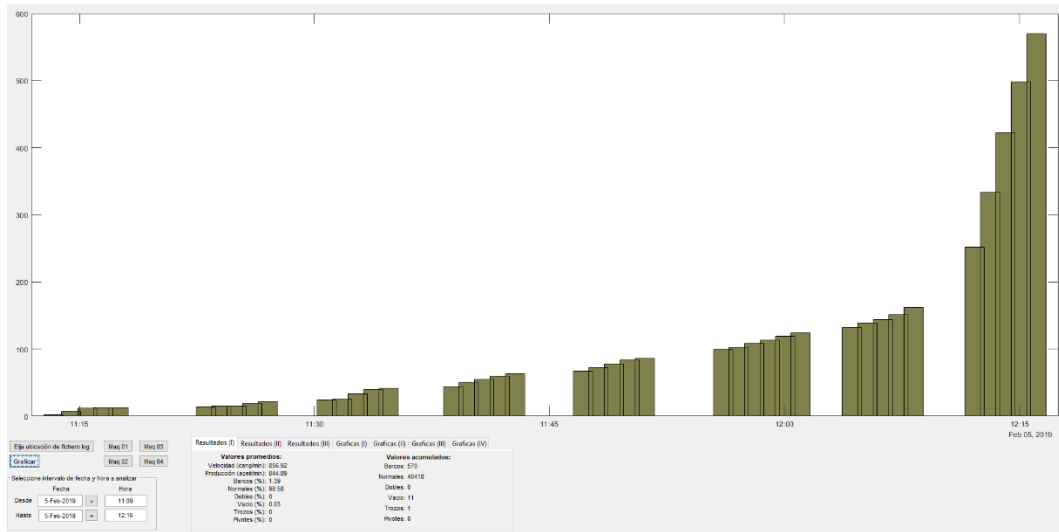 600
500
400
300
200
100
0
11:15 11:30 11:45 12:00 12:15
Feb 05, 2019
Elije ubicación de fichero log Maq 01 Maq 03
Graficar Maq 02 Maq 04
Seleccione intervalo de fecha y hora a analizar
Fecha Hora
Desde 5-Feb-2019 11:09
Hasta 5-Feb-2019 12:16
Resultados (I) Resultados (II) Resultados (III) Graficas (I) Graficas (II) Graficas (III) Graficas (IV)
Valores promedios:
Velocidad (cang/min): 856.92
Producción (aceit/min): 844.89
Barcos (%): 1.39
Normales (%): 98.58
Dobles (%): 0
Vacio (%): 0.03
Trozos (%): 0
Pivotes (%): 0
Valores acumulados:
Barcos: 570
Normales: 40418
Dobles: 0
Vacio: 11
Trozos: 1
Pivotes: 0